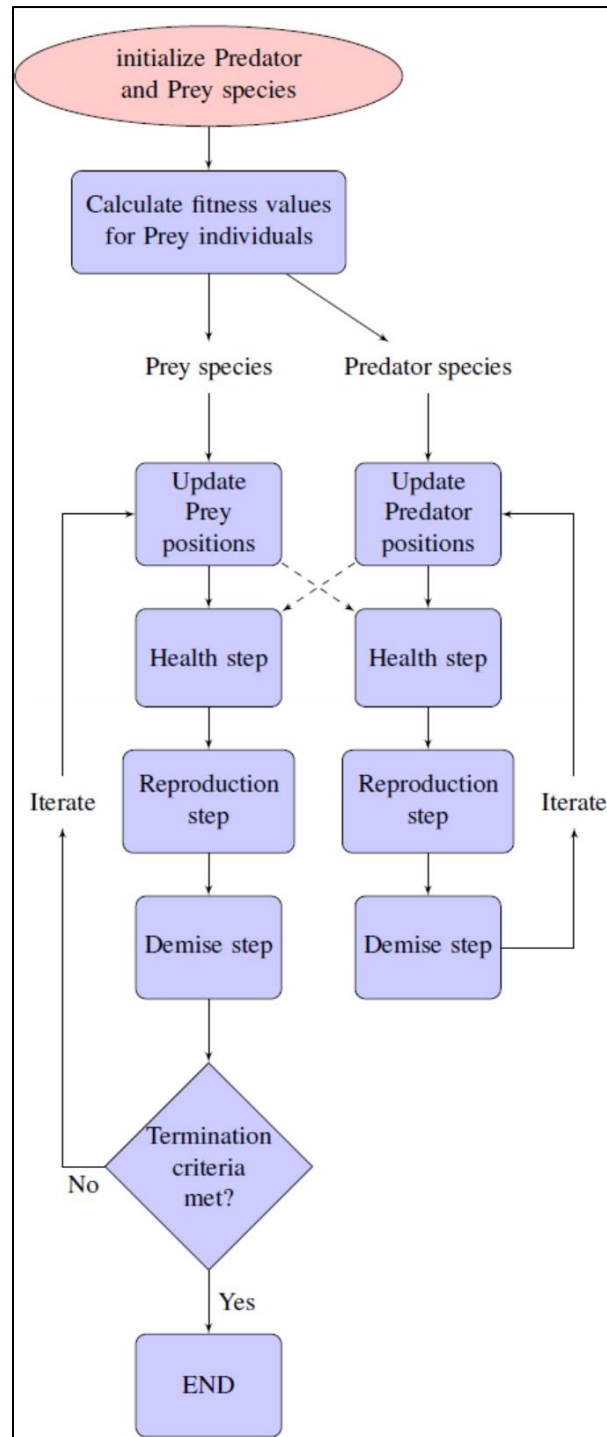 initialize Predator
and Prey species
Calculate fitness values
for Prey individuals
Prey species
Predator species
Update
Prey
positions
Update
Predator
positions
Health step
Health step
Reproduction
step
Reproduction
step
Iterate
Iterate
Demise step
Demise step
Termination
criteria
met?
No
Yes
END